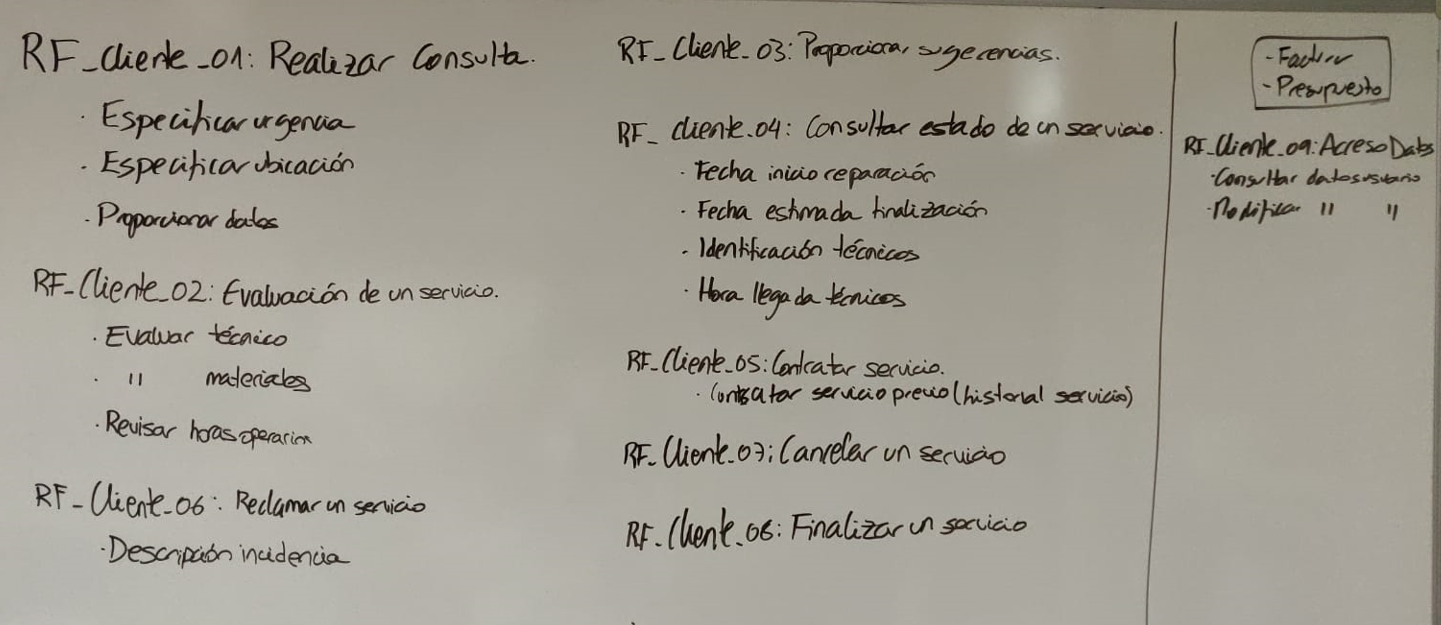 RF_Cliente_01: Realizar Consulta.
· Especificar urgencia
· Especificar ubicación
· Proporcionar datos
RF_Cliente_02: Evaluación de un servicio.
· Evaluar técnico
· " materiales
· Revisar horas operación
RF_Cliente_06: Reclamar un servicio
· Descripción incidencia
RF_Cliente_03: Proporcionar sugerencias.
RF_Cliente_04: Consultar estado de un servicio.
· Fecha inicio reparación
· Fecha estimada finalización
· Identificación técnicos
· Hora llegada técnicos
RF_Cliente_05: Contratar servicio.
· Contratar servicio previo (historial servicio)
RF_Cliente_07: Cancelar un servicio
RF_Cliente_08: Finalizar un servicio
- Factura
- Presupuesto
RF_Cliente_09: Acceso Datos
· Consultar datos usuario
· Modificar " "